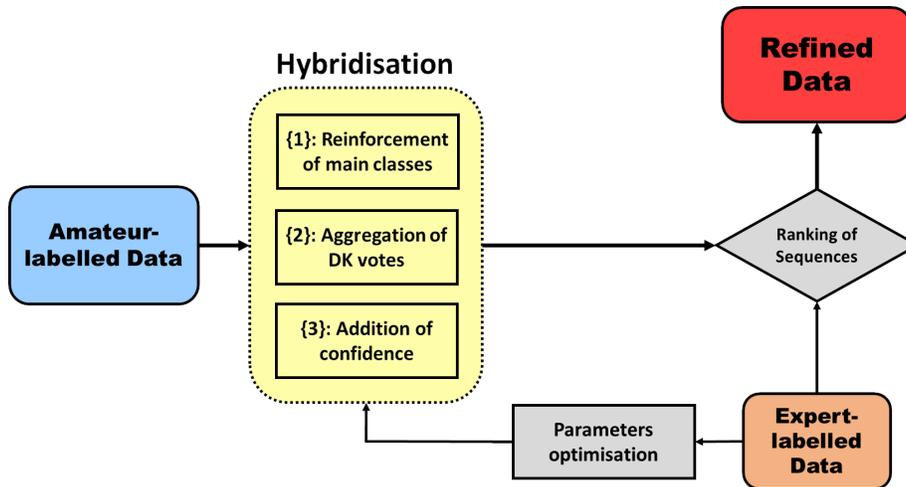 Hybridisation
Refined
Data
{1}: Reinforcement
of main classes
Amateur-
labelled Data
{2}: Aggregation of
DK votes
Ranking of
Sequences
{3}: Addition of
confidence
Parameters
optimisation
Expert-
labelled
Data